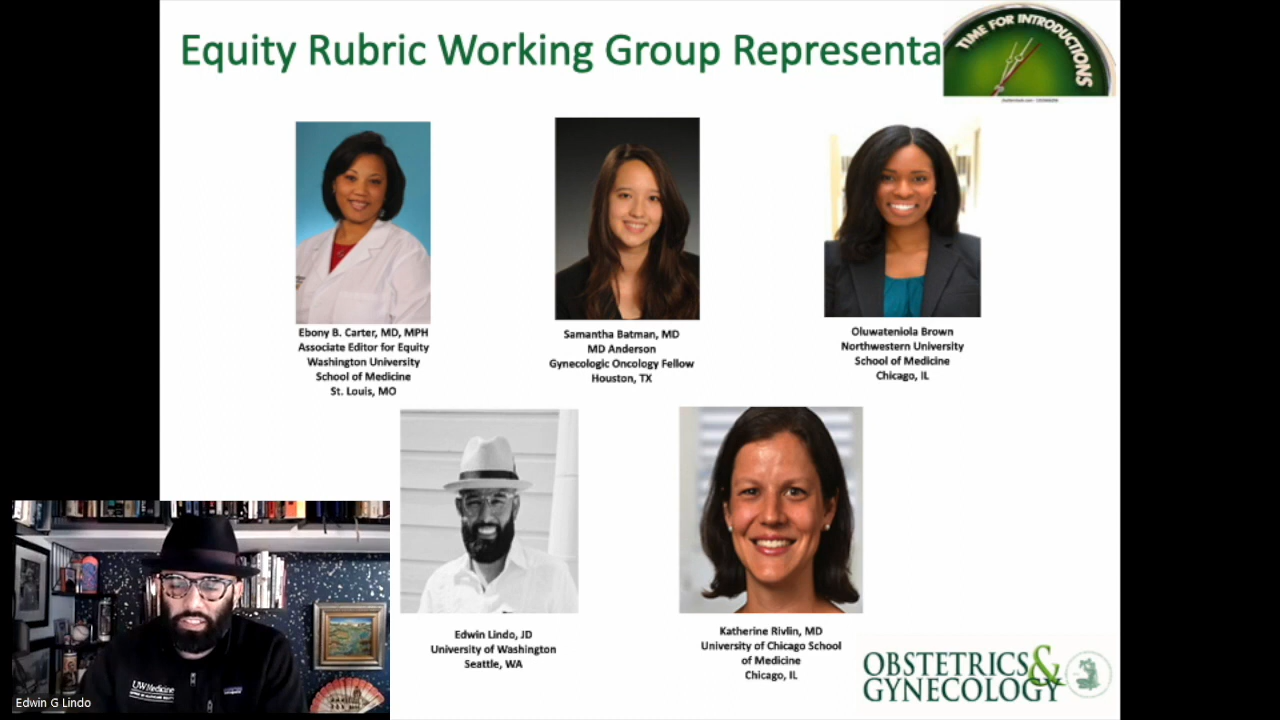 Equity Rubric Working Group Representa
TIME FOR INTRODUCTIONS
Ebony B. Carter, MD, MPH
Associate Editor for Equity
Washington University
School of Medicine
St. Louis, MO
Samantha Batman, MD
MD Anderson
Gynecologic Oncology Fellow
Houston, TX
Oluwateniola Brown
Northwestern University
School of Medicine
Chicago, IL
Edwin Lindo, JD
University of Washington
Seattle, WA
Katherine Rivlin, MD
University of Chicago School
of Medicine
Chicago, IL
UW Medicine
patagonia
Edwin G Lindo
OBSTETRICS&
GYNECOLOGY